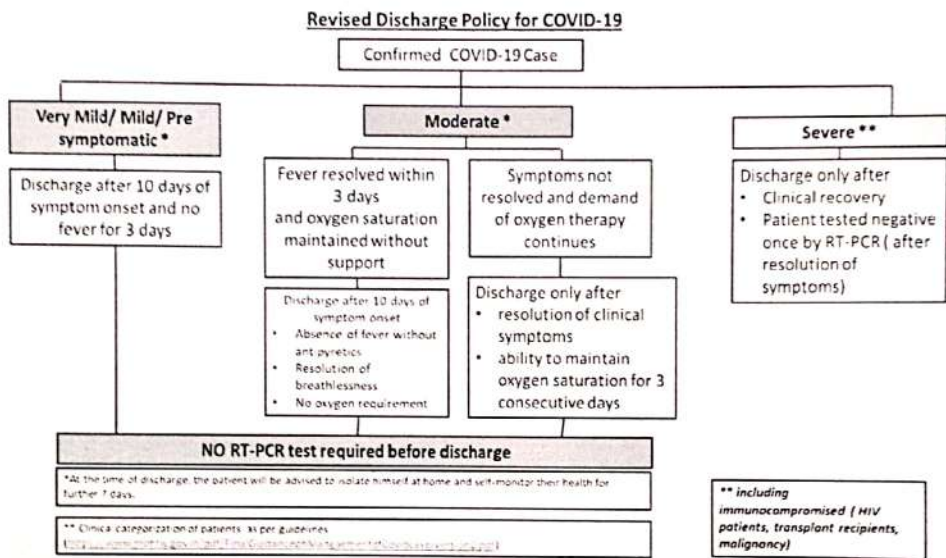 Revised Discharge Policy for COVID-19
Confirmed COVID-19 Case
Very Mild/ Mild/ Pre
symptomatic *
Discharge after 10 days of
symptom onset and no
fever for 3 days
Moderate *
Fever resolved within
3 days
and oxygen saturation
maintained without
support
Discharge after 10 days of
symptom onset
• Absence of fever without
antipyretics
• Resolution of
breathlessness
• No oxygen requirement
Symptoms not
resolved and demand
of oxygen therapy
continues
Discharge only after
• resolution of clinical
symptoms
• ability to maintain
oxygen saturation for 3
consecutive days
Severe **
Discharge only after
• Clinical recovery
• Patient tested negative
once by RT-PCR ( after
resolution of
symptoms)
NO RT-PCR test required before discharge
*At the time of discharge, the patient will be advised to isolate himself at home and self-monitor their health for
further 7 days.
** Clinical categorization of patients as per guidelines
** including
immunocompromised ( HIV
patients, transplant recipients,
malignancy)